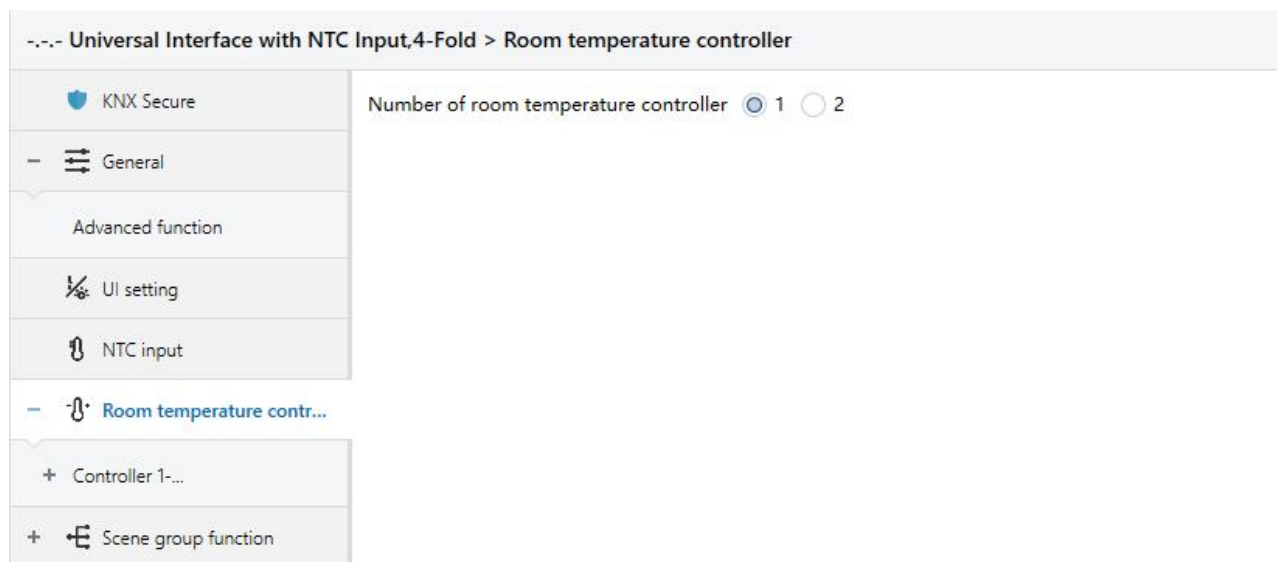 -.-.- Universal Interface with NTC Input,4-Fold > Room temperature controller
KNX Secure
Number of room temperature controller 1 2
General
Advanced function
UI setting
NTC input
Room temperature contr...
Controller 1-...
Scene group function